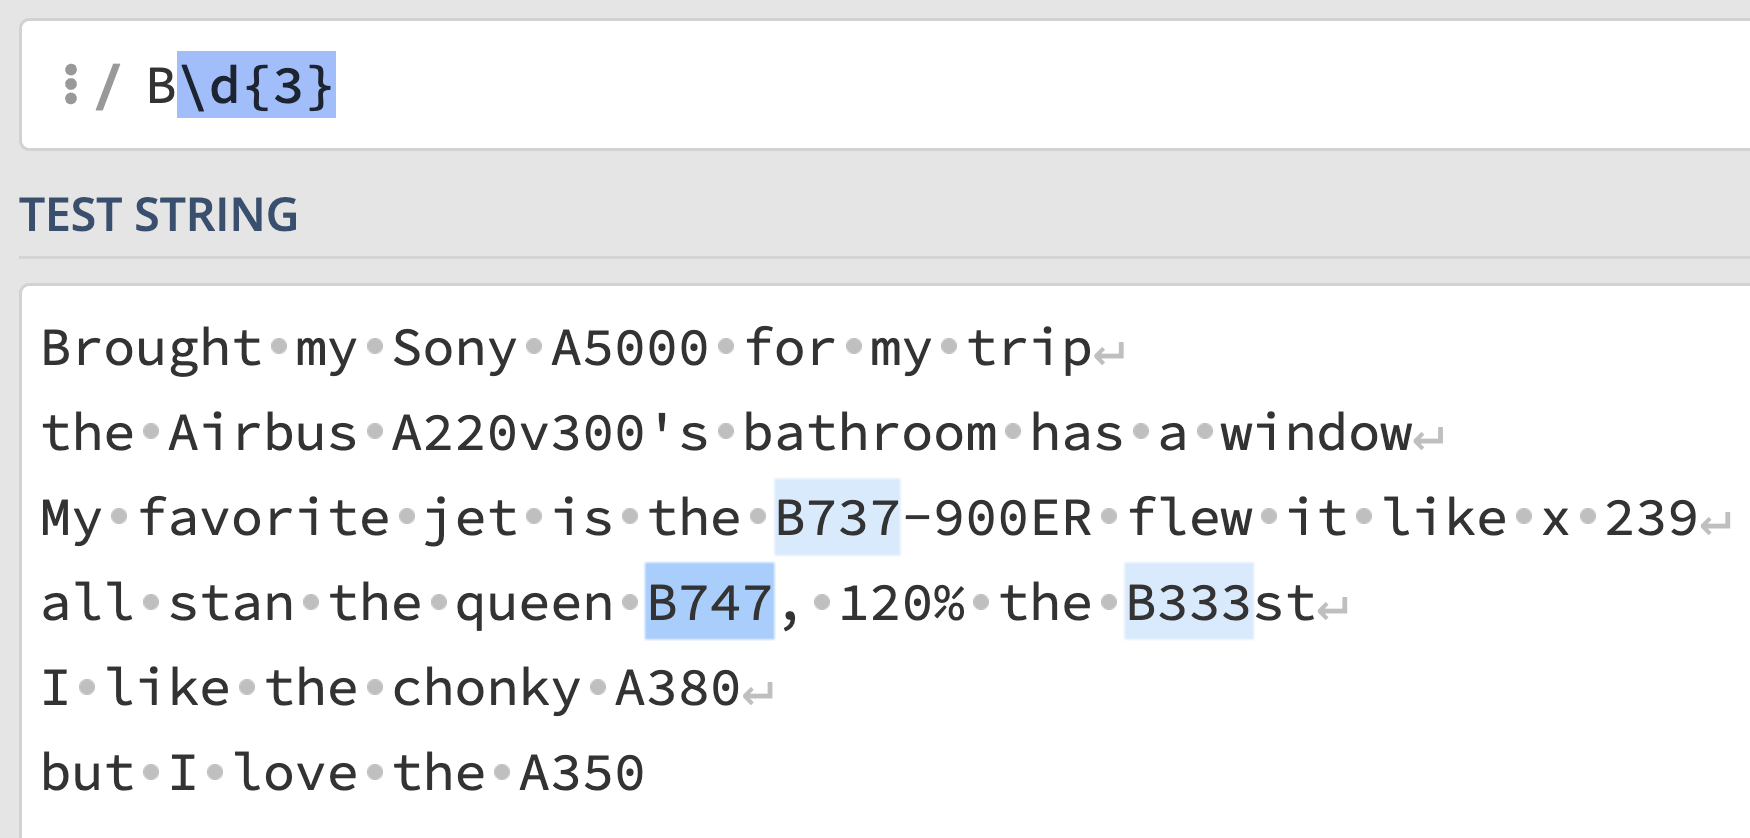 / B\d{3}
TEST STRING
Brought my Sony A5000 for my trip
the Airbus A220v300's bathroom has a window
My favorite jet is the B737-900ER flew it like x 239
all stan the queen B747, 120% the B333st
I like the chonky A380
but I love the A350